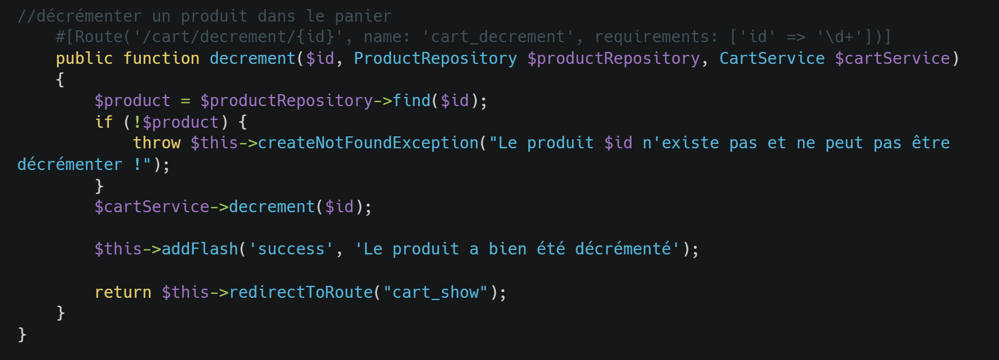 //décrémenter un produit dans le panier
#[Route('/cart/decrement/{id}', name: 'cart_decrement', requirements: ['id' => '\d+'])]
public function decrement($id, ProductRepository $productRepository, CartService $cartService)
{
$product = $productRepository->find($id);
if (!$product) {
throw $this->createNotFoundException("Le produit $id n'existe pas et ne peut pas être
décrémenter !");
}
$cartService->decrement($id);
$this->addFlash('success', 'Le produit a bien été décrémenté');
return $this->redirectToRoute("cart_show");
}
}